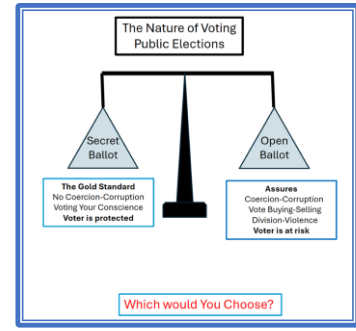 The Nature of Voting
Public Elections
Secret
Ballot
Open
Ballot
The Gold Standard
No Coercion-Corruption
Voting Your Conscience
Voter is protected
Assures
Coercion-Corruption
Vote Buying-Selling
Division-Violence
Voter is at risk
Which would You Choose?